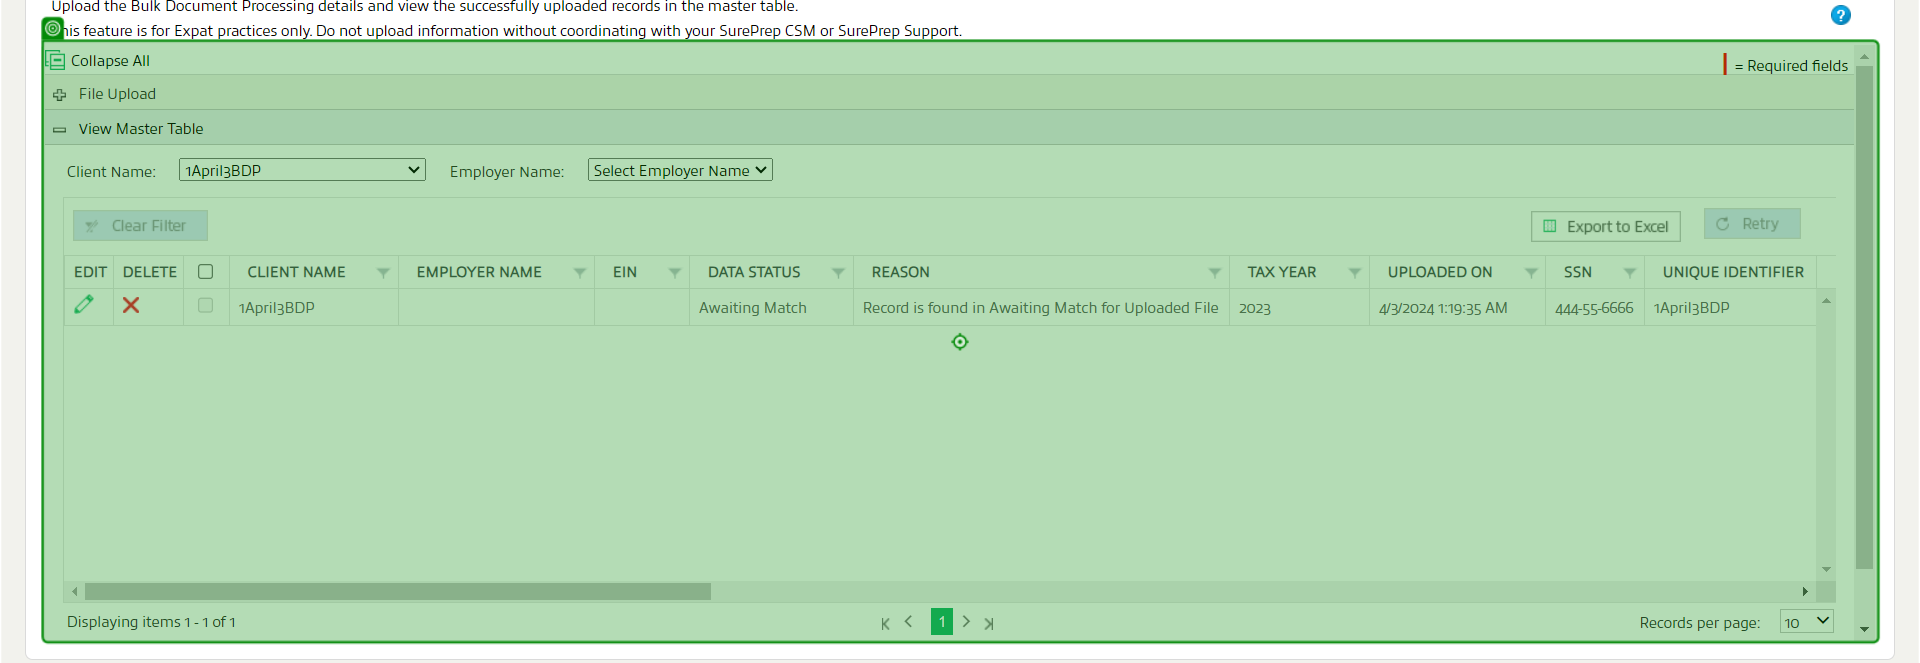 Upload the Bulk Document Processing details and view the successfully uploaded records in the master table.
his feature is for Expat practices only. Do not upload information without coordinating with your SurePrep CSM or SurePrep Support.
?
Collapse All
= Required fields
File Upload
View Master Table
Client Name: 1April3BDP Employer Name: Select Employer Name
Clear Filter Export to Excel Retry
EDIT DELETE CLIENT NAME EMPLOYER NAME EIN DATA STATUS REASON TAX YEAR UPLOADED ON SSN UNIQUE IDENTIFIER
1April3BDP Awaiting Match Record is found in Awaiting Match for Uploaded File 2023 4/3/2024 1:19:35 AM 444-55-6666 1April3BDP
Displaying items 1 - 1 of 1 1 Records per page: 10